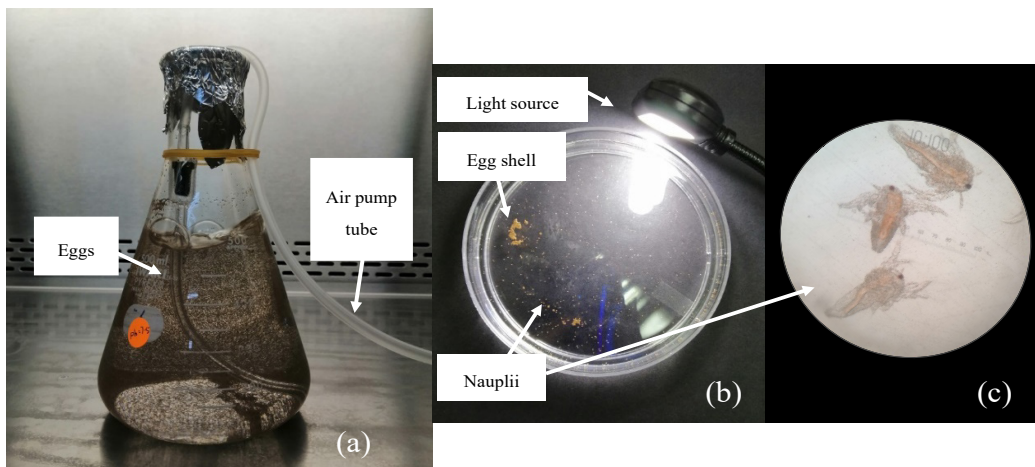 Eggs
Air pump
tube
(a)
Light source
Egg shell
Nauplii
(b)
(c)